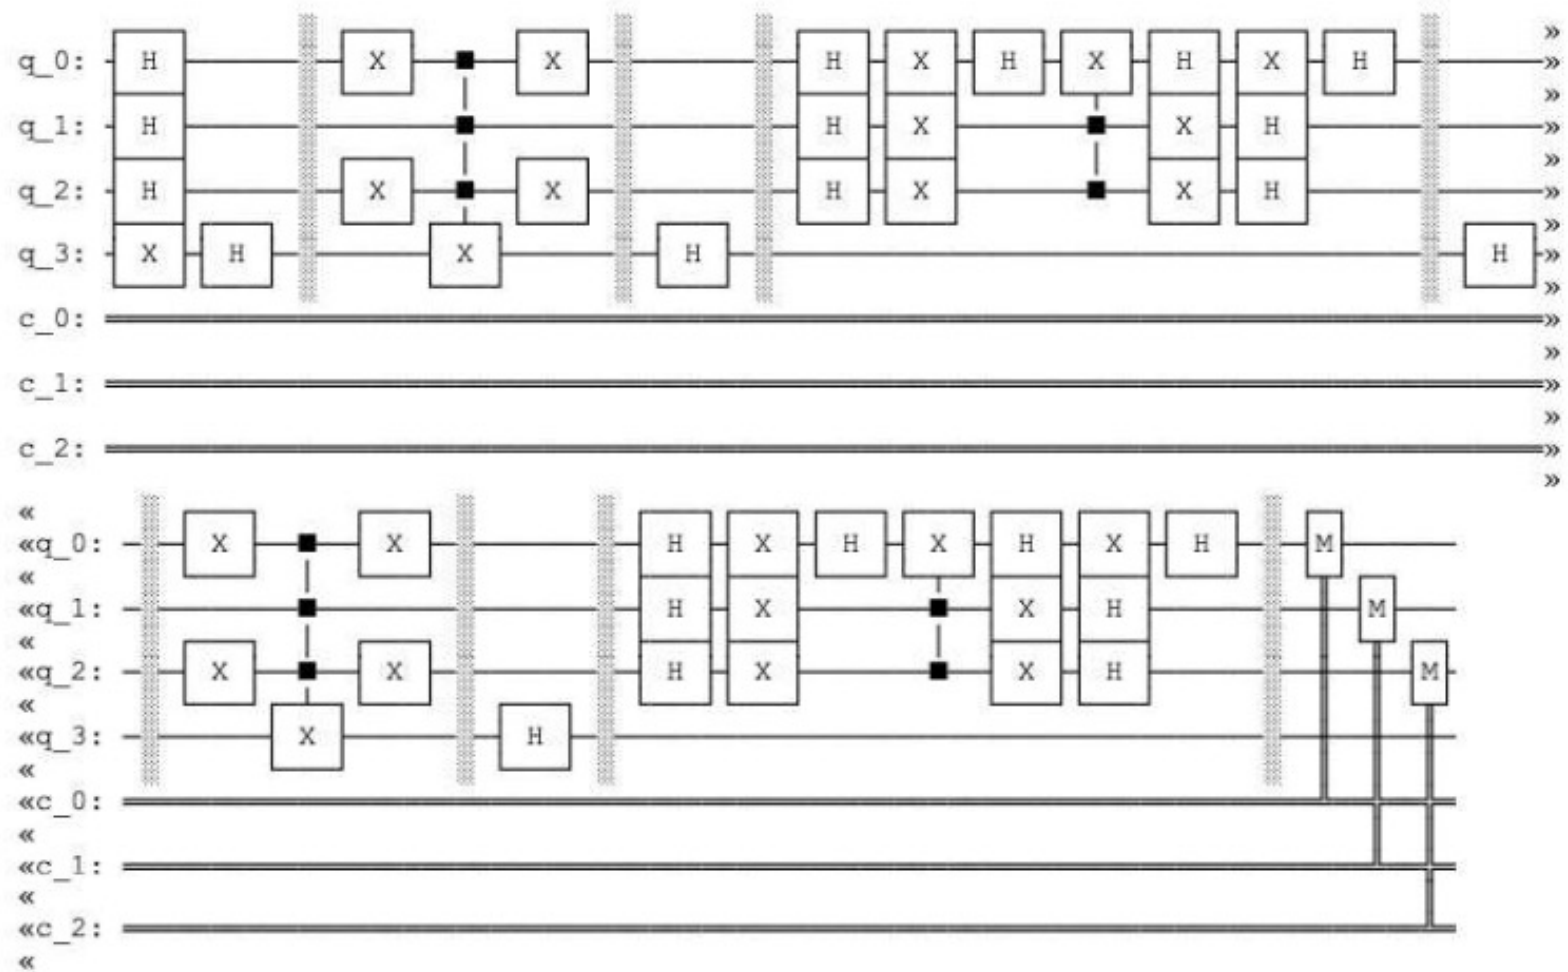 »
q_0: H X X H X H X H X H »
»
q_1: H H X X H »
»
q_2: H X X H X X H »
»
q_3: X H X H H »
»
c_0: »
»
c_1: »
»
c_2: »
»
«
«q_0: X X H X H X H X H M
«
«q_1: H X X H M
«
«q_2: X X H X X H M
«
«q_3: X H
«
«c_0:
«
«c_1:
«
«c_2:
«